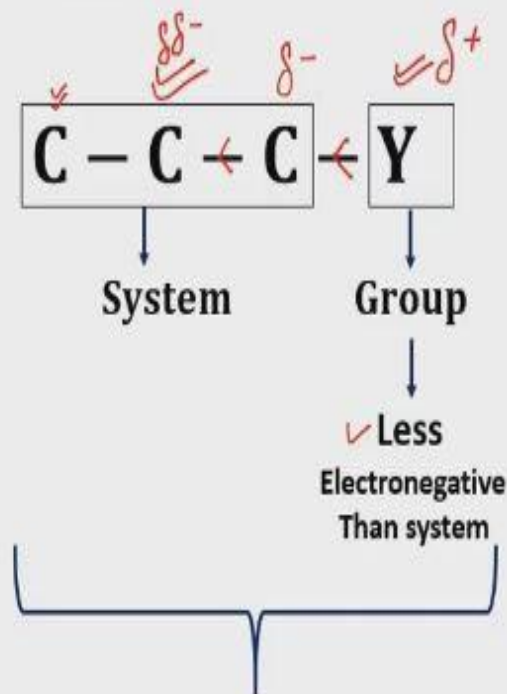 δδ- δ- δ+
C – C – C – Y
System Group
Less
Electronegative
Than system